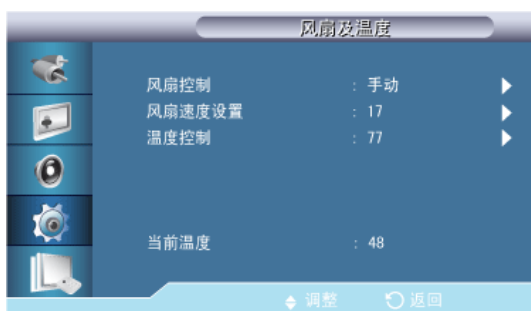 风扇及温度
风扇控制 : 手动
风扇速度设置 : 17
温度控制 : 77
当前温度 : 48
调整 返回